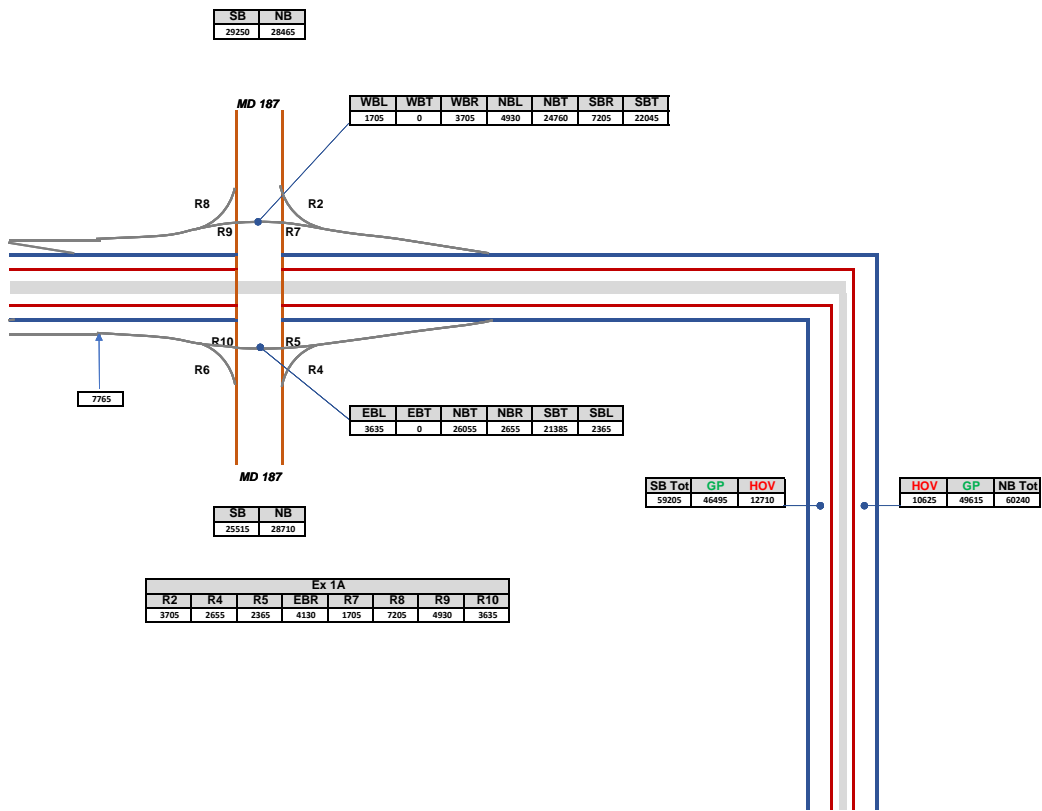 SB NB
29250 28465
MD 187
WBL WBT WBR NBL NBT SBR SBT
1705 0 3705 4930 24760 7205 22045
R8 R2
R9 R7
R10 R5
R6 R4
7765
EBL EBT NBT NBR SBT SBL
3635 0 26055 2655 21385 2365
MD 187
SB Tot GP HOV
59205 46495 12710
HOV GP NB Tot
10625 49615 60240
SB NB
25515 28710
Ex 1A
R2 R4 R5 EBR R7 R8 R9 R10
3705 2655 2365 4130 1705 7205 4930 3635